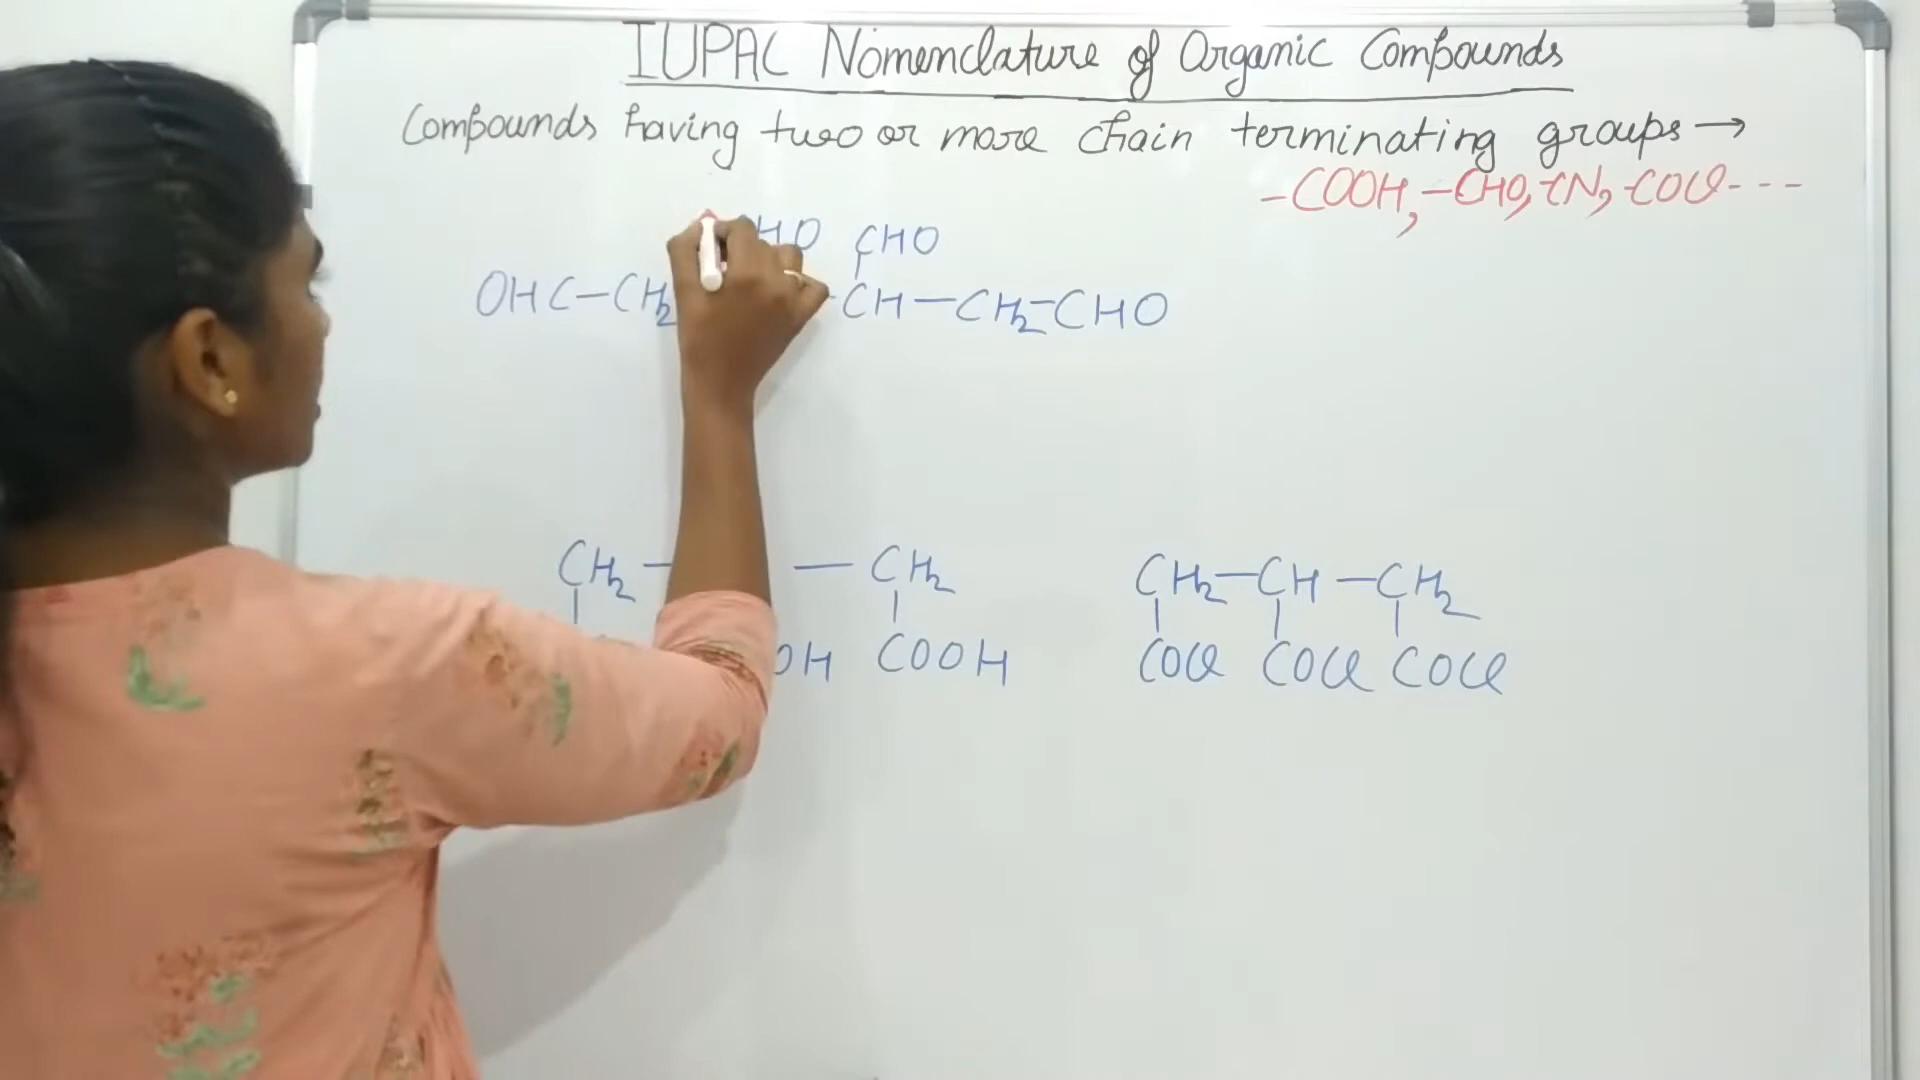 IUPAC Nomenclature of Organic Compounds
Compounds having two or more chain terminating groups →
-COOH, -CHO, -CN, -COCl - - -
HO CHO
OHC-CH2 -CH-CH2-CHO
CH2- -CH2 CH2-CH-CH2
OH COOH COCl COCl COCl